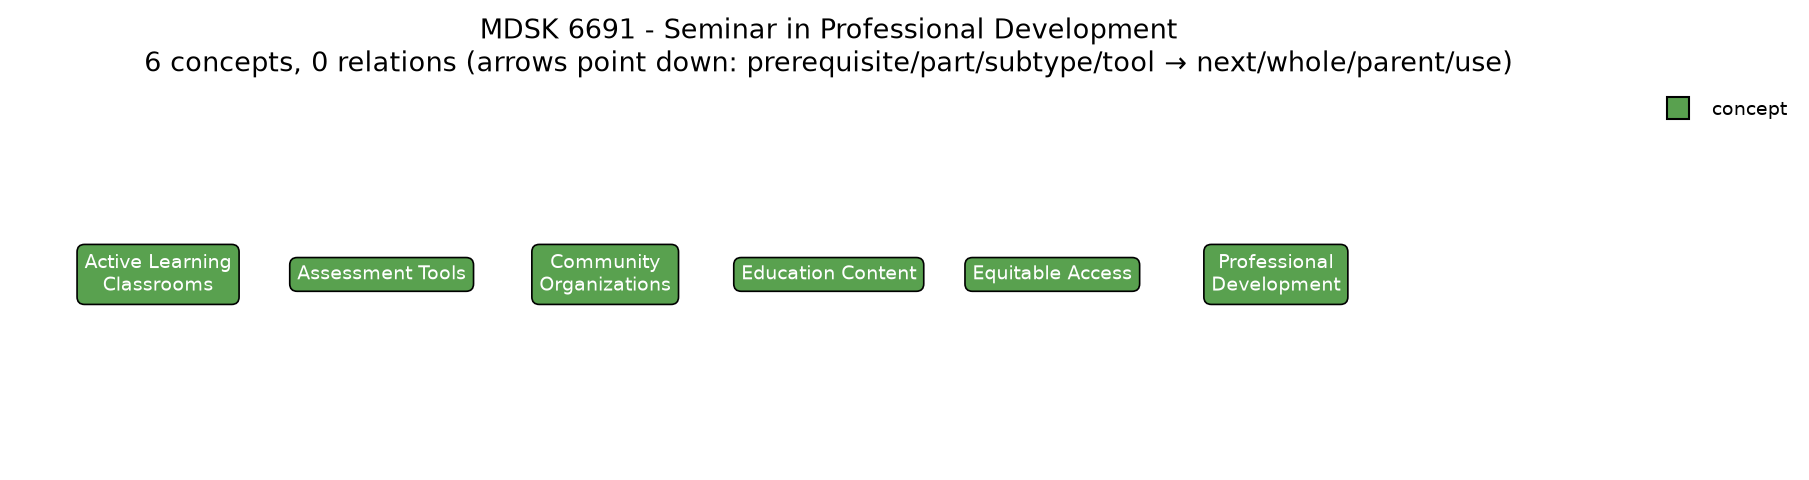 MDSK 6691 - Seminar in Professional Development
6 concepts, 0 relations (arrows point down: prerequisite/part/subtype/tool → next/whole/parent/use)
concept
Active Learning
Classrooms
Assessment Tools
Community
Organizations
Education Content
Equitable Access
Professional
Development